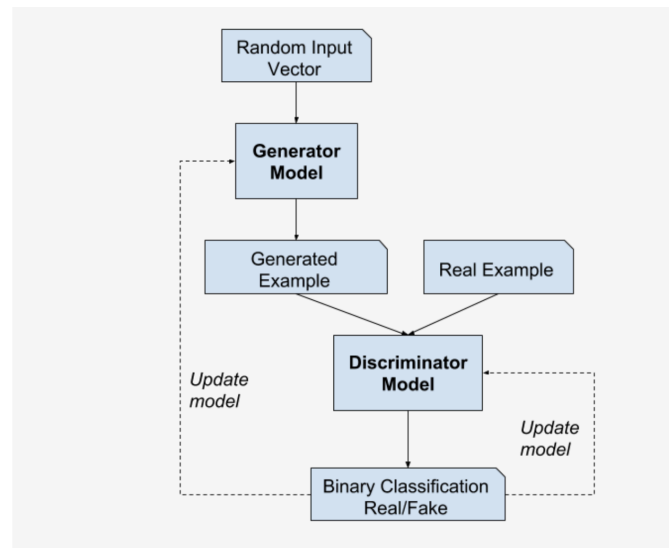 Random Input
Vector
Generator
Model
Generated
Example
Real Example
Discriminator
Model
Update
model
Update
model
Binary Classification
Real/Fake